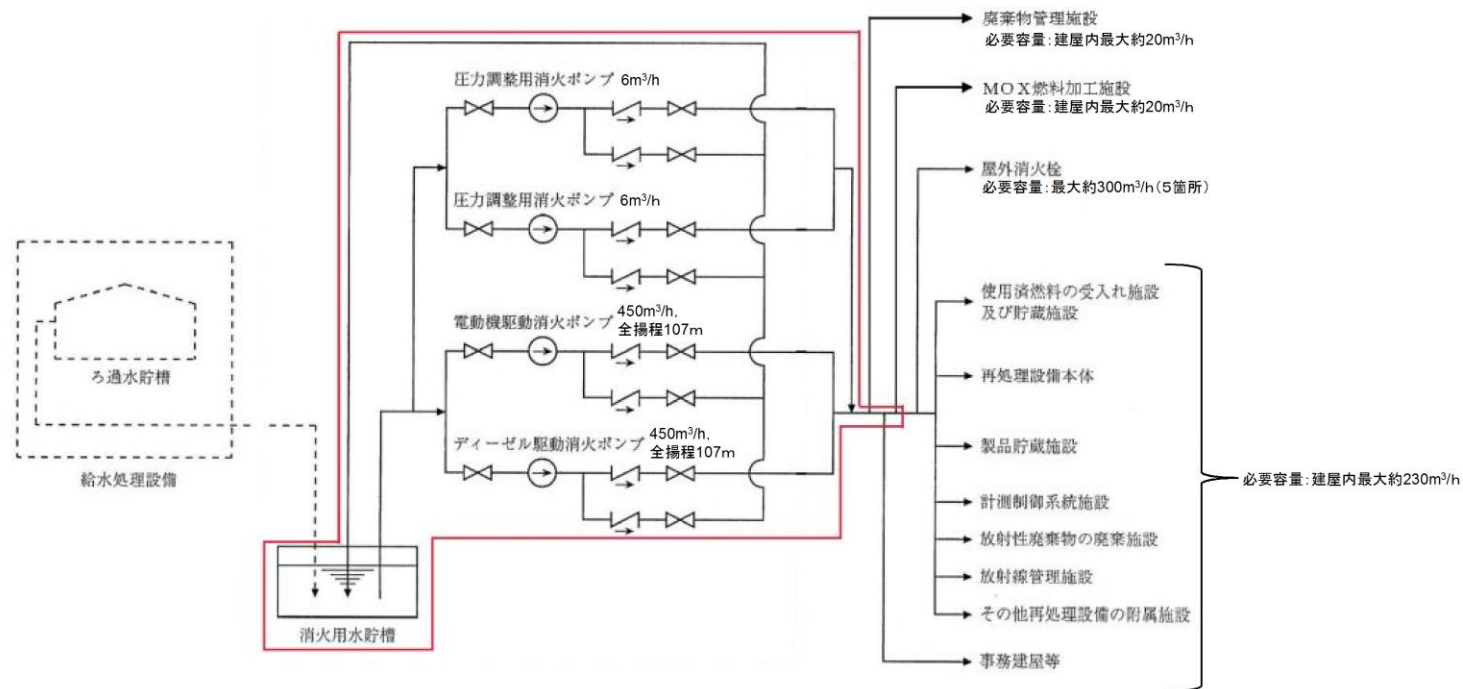 廃棄物管理施設
必要容量：建屋内最大約20m³/h
圧力調整用消火ポンプ 6m³/h
MOX燃料加工施設
必要容量：建屋内最大約20m³/h
屋外消火栓
必要容量：最大約300m³/h（5箇所）
圧力調整用消火ポンプ 6m³/h
使用済燃料の受入れ施設
及び貯蔵施設
電動機駆動消火ポンプ 450m³/h,
全揚程107m
ろ過水貯槽
再処理設備本体
ディーゼル駆動消火ポンプ 450m³/h,
全揚程107m
製品貯蔵施設
給水処理設備
必要容量：建屋内最大約230m³/h
計測制御系統施設
放射性廃棄物の廃棄施設
放射線管理施設
その他再処理設備の附属施設
消火用水貯槽
事務建屋等